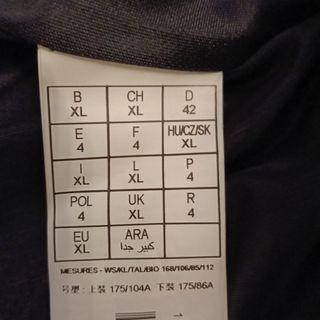 B CH D
XL XL 42
E F HU/CZ/SK
4 4 XL
I L P
XL XL 4
POL UK R
4 XL 4
EU ARA
XL كبير جدا
MESURES - WS/KL/TAL/BIO 168/106/85/112
号型：上装 175/104A 下装 175/86A